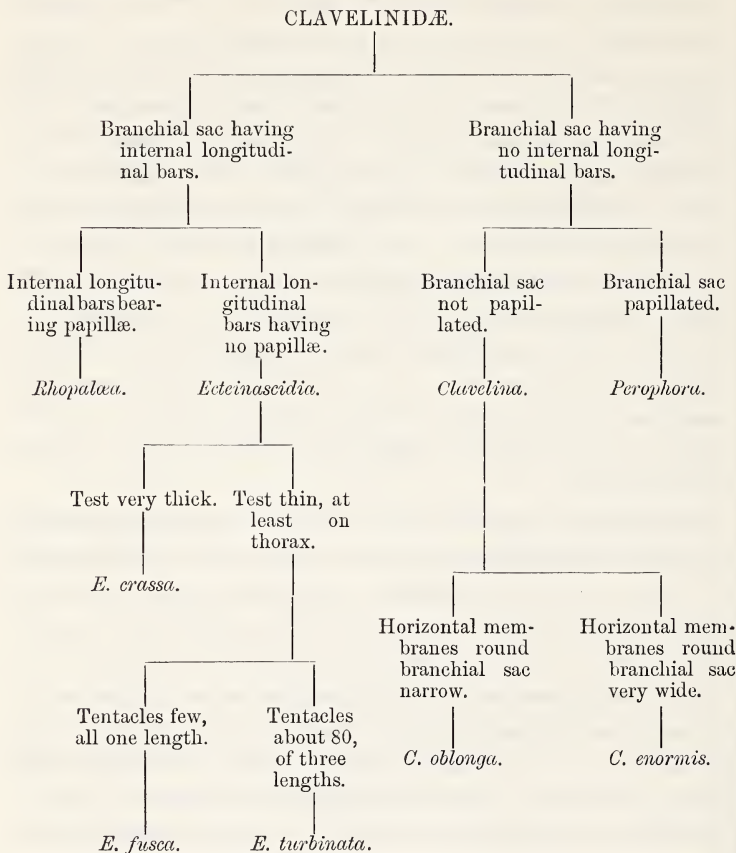 CLAVELINIDÆ.
Branchial sac having
internal longitudi-
nal bars.
Branchial sac having
no internal longi-
tudinal bars.
Internal longitu-
dinal bars bear-
ing papillæ.
Internal lon-
gitudinal
bars having
no papillæ.
Branchial sac
not papil-
lated.
Branchial sac
papillated.
Rhopalæa.
Ecteinascidia.
Clavelina.
Perophora.
Test very thick.
Test thin, at
least on
thorax.
E. crassa.
Horizontal mem-
branes round
branchial sac
narrow.
Horizontal mem-
branes round
branchial sac
very wide.
Tentacles few,
all one length.
Tentacles
about 80,
of three
lengths.
C. oblonga.
C. enormis.
E. fusca.
E. turbinata.